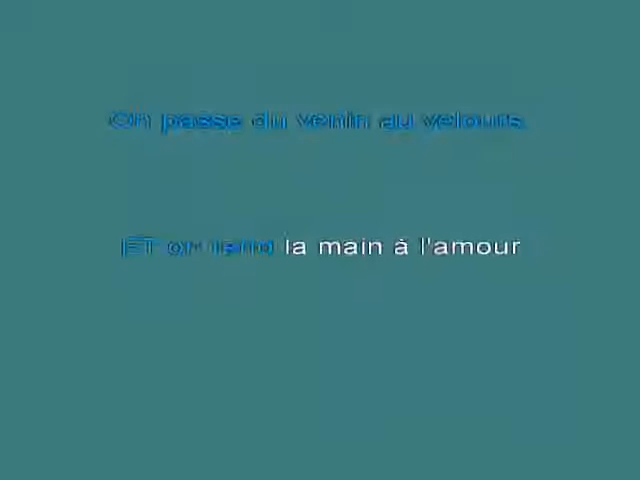 On passe du venin au velours
ET on tend la main à l'amour